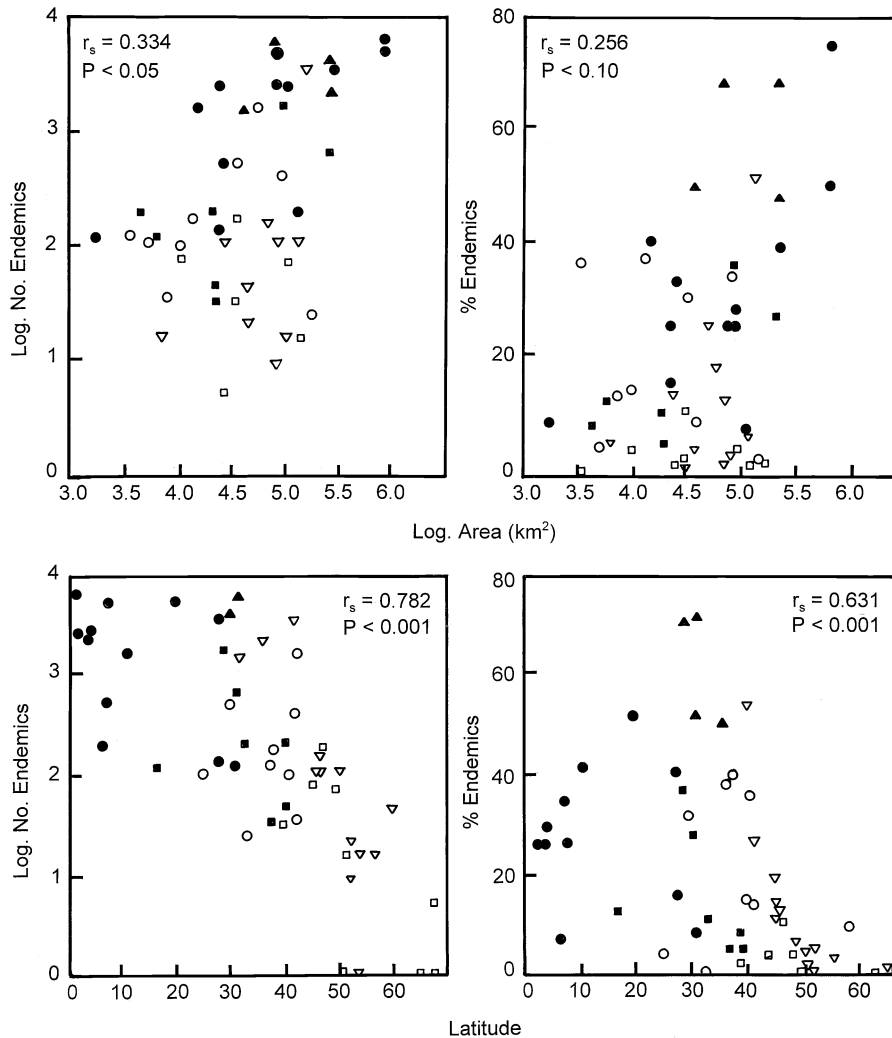 r_s = 0.334
P < 0.05
Log. No. Endemics
4
3
2
1
0
3.0 3.5 4.0 4.5 5.0 5.5 6.0
r_s = 0.256
P < 0.10
% Endemics
80
60
40
20
0
3.0 3.5 4.0 4.5 5.0 5.5 6.0
Log. Area (km²)
r_s = 0.782
P < 0.001
Log. No. Endemics
4
3
2
1
0
0 10 20 30 40 50 60
r_s = 0.631
P < 0.001
% Endemics
80
60
40
20
0
0 10 20 30 40 50 60
Latitude